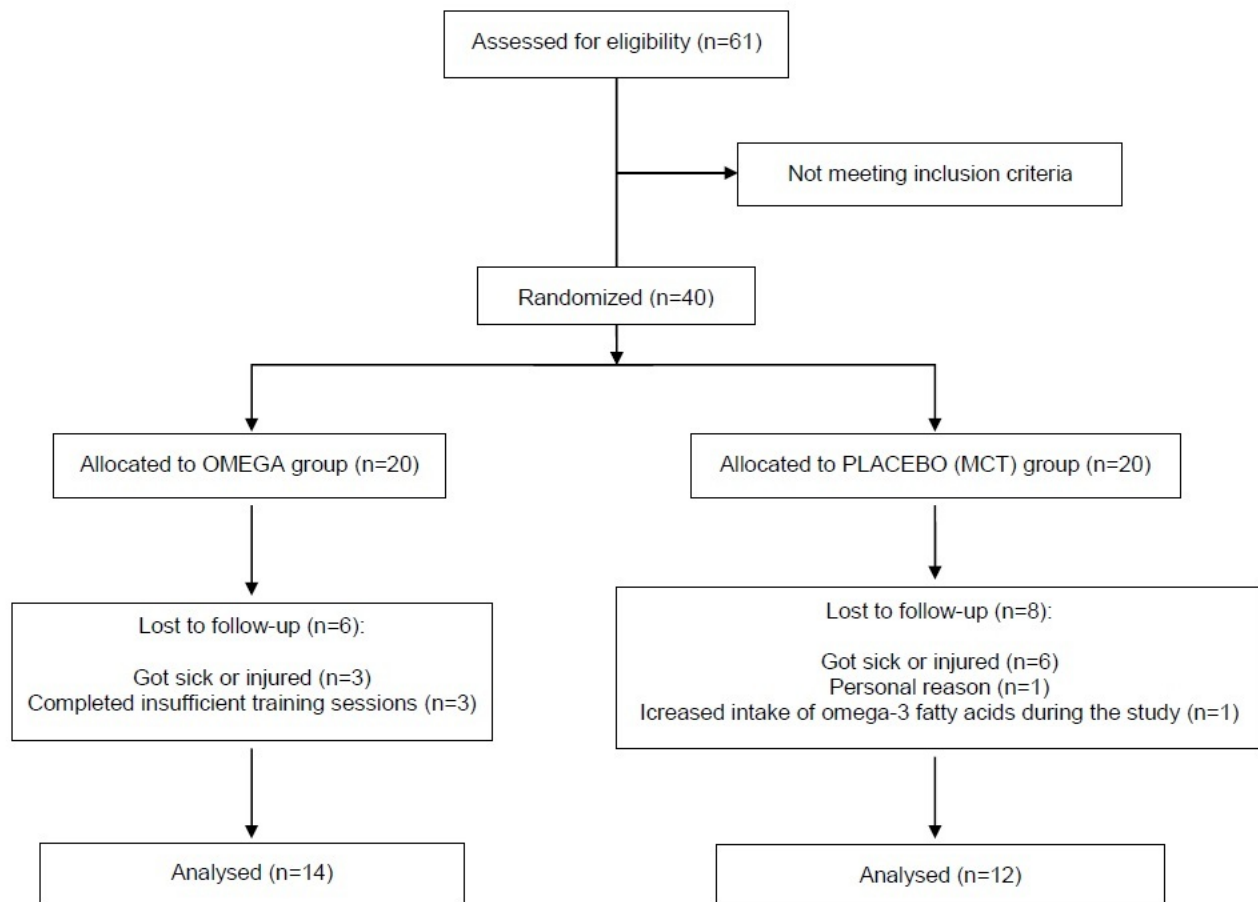 Assessed for eligibility (n=61)
Not meeting inclusion criteria
Randomized (n=40)
Allocated to OMEGA group (n=20)
Allocated to PLACEBO (MCT) group (n=20)
Lost to follow-up (n=6):
Got sick or injured (n=3)
Completed insufficient training sessions (n=3)
Lost to follow-up (n=8):
Got sick or injured (n=6)
Personal reason (n=1)
Icreased intake of omega-3 fatty acids during the study (n=1)
Analysed (n=14)
Analysed (n=12)